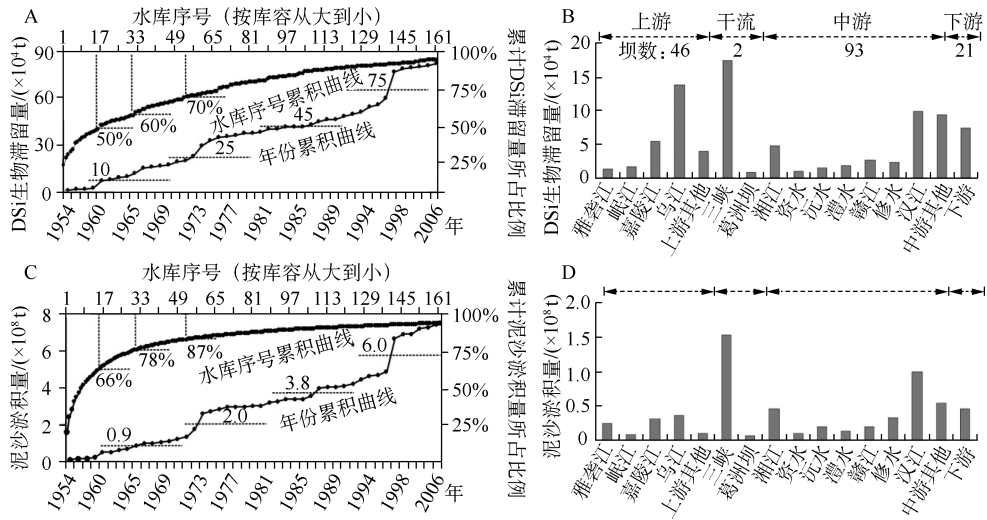 A
水库序号（按库容从大到小）
1 17 33 49 65 81 97 113 129 145 161
DSi生物滞留量/(×10⁴ t)
90
60
30
0
100%
75%
50%
25%
累计DSi滞留量所占比例
50%
60%
70%
水库序号累积曲线
年份累积曲线
10
25
45
75
1954 1960 1965 1969 1973 1977 1981 1985 1990 1994 1998 2006 年
B
上游 干流 中游 下游
坝数: 46 2 93 21
DSi生物滞留量/(×10⁴ t)
20
15
10
5
0
雅砻江 岷江 嘉陵江 乌江 上游其他 三峡 葛洲坝 湘江 资水 沅水 澧水 赣江 修水 汉江 中游其他 下游
C
水库序号（按库容从大到小）
1 17 33 49 65 81 97 113 129 145 161
泥沙淤积量/(×10⁸ t)
8
6
4
2
0
100%
75%
50%
25%
累计泥沙淤积量所占比例
66%
78%
87%
水库序号累积曲线
年份累积曲线
0.9
2.0
3.8
6.0
1954 1960 1965 1969 1973 1977 1981 1985 1990 1994 1998 2006 年
D
泥沙淤积量/(×10⁸ t)
2.0
1.5
1.0
0.5
0
雅砻江 岷江 嘉陵江 乌江 上游其他 三峡 葛洲坝 湘江 资水 沅水 澧水 赣江 修水 汉江 中游其他 下游